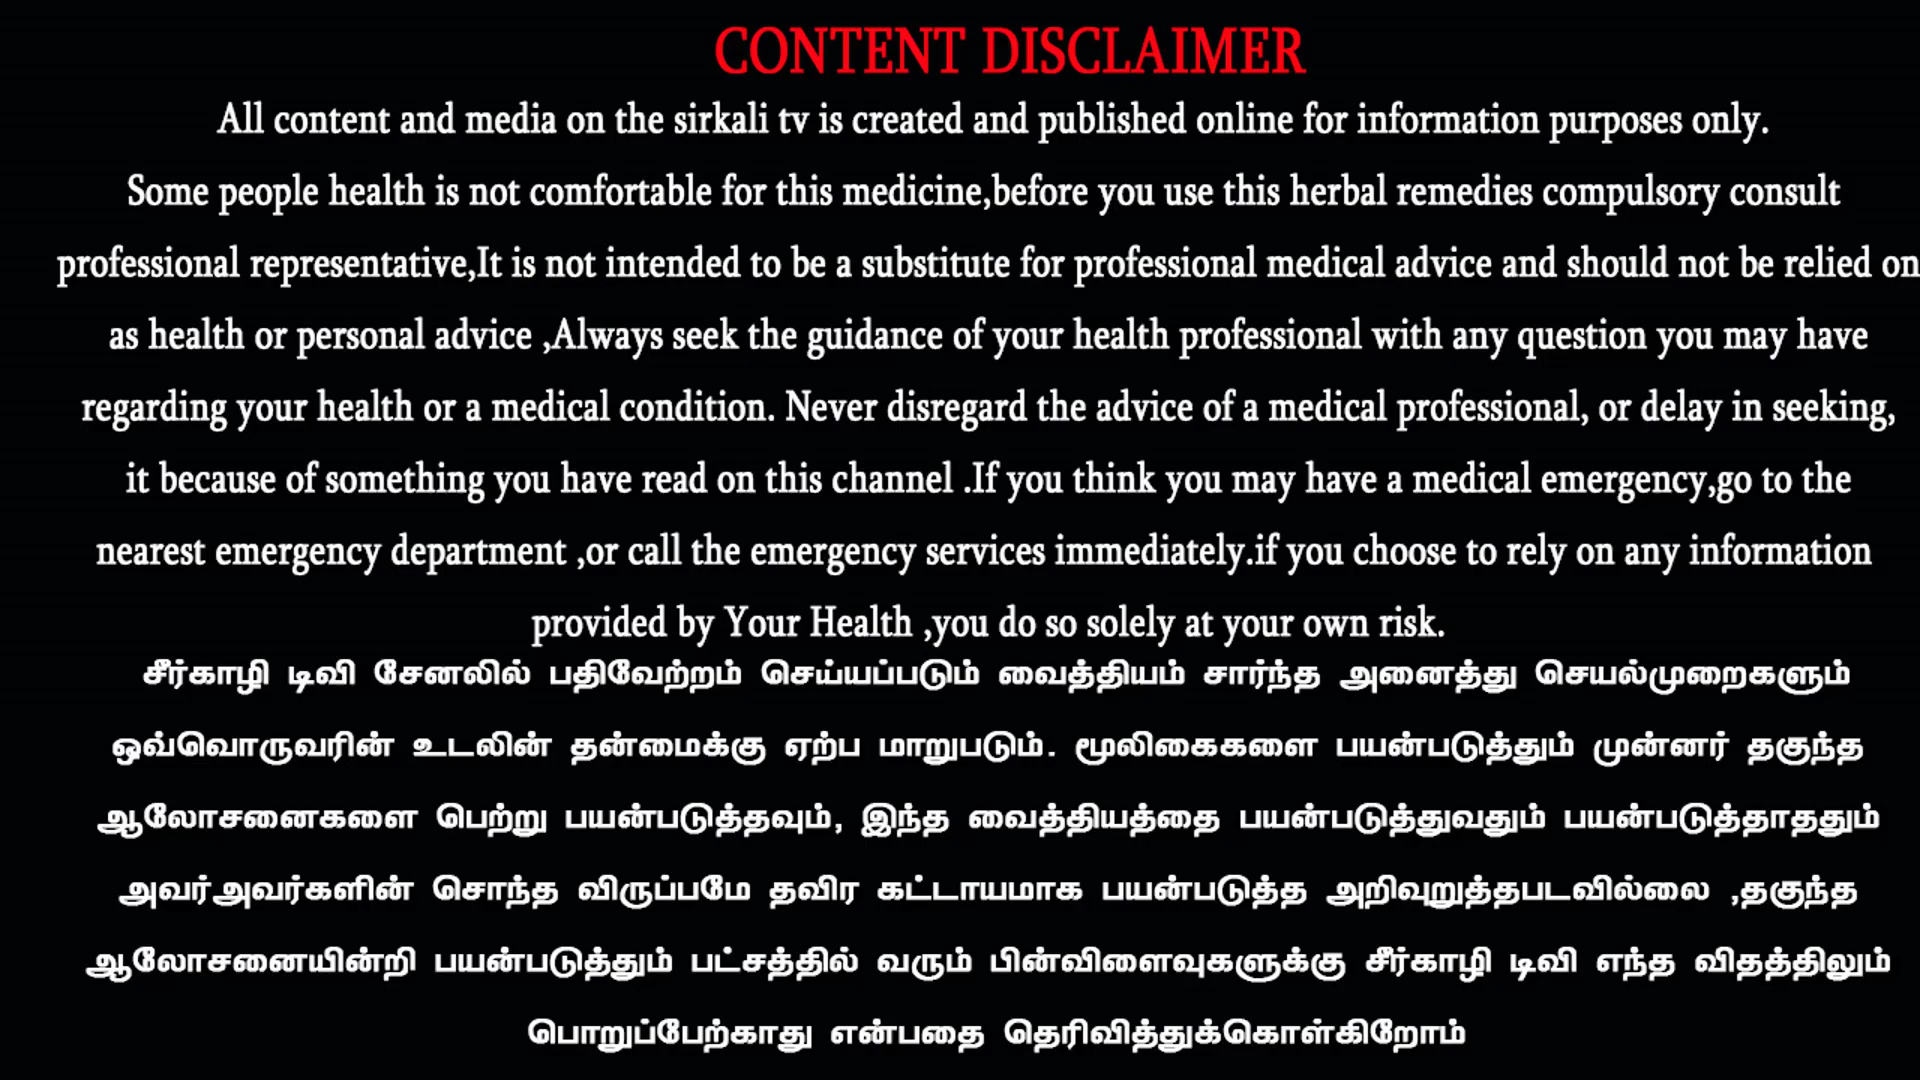 CONTENT DISCLAIMER
All content and media on the sirkali tv is created and published online for information purposes only.
Some people health is not comfortable for this medicine,before you use this herbal remedies compulsory consult
professional representative,It is not intended to be a substitute for professional medical advice and should not be relied on
as health or personal advice ,Always seek the guidance of your health professional with any question you may have
regarding your health or a medical condition. Never disregard the advice of a medical professional, or delay in seeking,
it because of something you have read on this channel .If you think you may have a medical emergency,go to the
nearest emergency department ,or call the emergency services immediately.if you choose to rely on any information
provided by Your Health ,you do so solely at your own risk.
சீர்காழி டிவி சேனலில் பதிவேற்றம் செய்யப்படும் வைத்தியம் சார்ந்த அனைத்து செயல்முறைகளும்
ஒவ்வொருவரின் உடலின் தன்மைக்கு ஏற்ப மாறுபடும். மூலிகைகளை பயன்படுத்தும் முன்னர் தகுந்த
ஆலோசனைகளை பெற்று பயன்படுத்தவும், இந்த வைத்தியத்தை பயன்படுத்துவதும் பயன்படுத்தாததும்
அவர்அவர்களின் சொந்த விருப்பமே தவிர கட்டாயமாக பயன்படுத்த அறிவுறுத்தபடவில்லை ,தகுந்த
ஆலோசனையின்றி பயன்படுத்தும் பட்சத்தில் வரும் பின்விளைவுகளுக்கு சீர்காழி டிவி எந்த விதத்திலும்
பொறுப்பேற்காது என்பதை தெரிவித்துக்கொள்கிறோம்